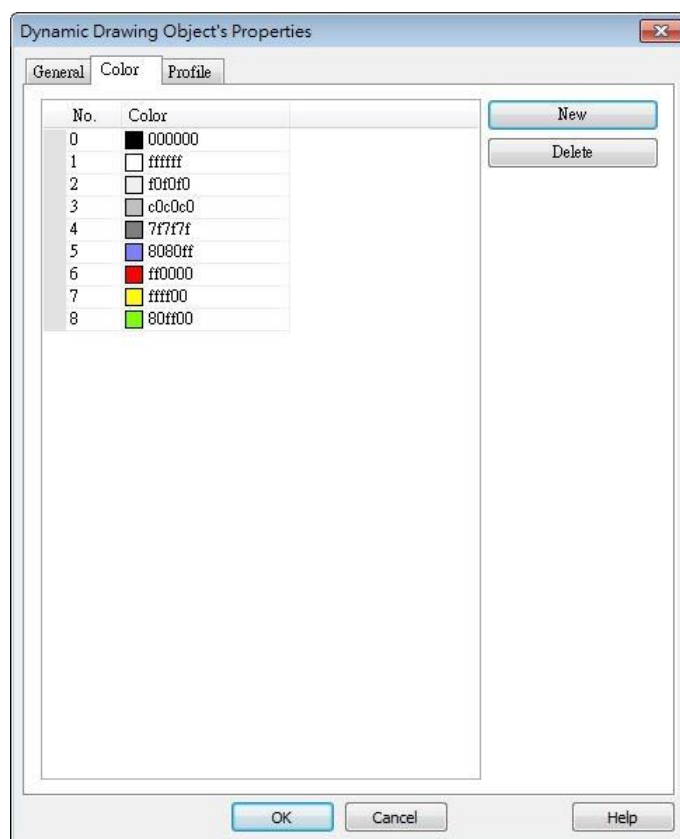 Dynamic Drawing Object's Properties
General Color Profile
No. Color
New
0 000000
Delete
1 ffffff
2 f0f0f0
3 c0c0c0
4 7f7f7f
5 8080ff
6 ff0000
7 ffff00
8 80ff00
OK Cancel Help